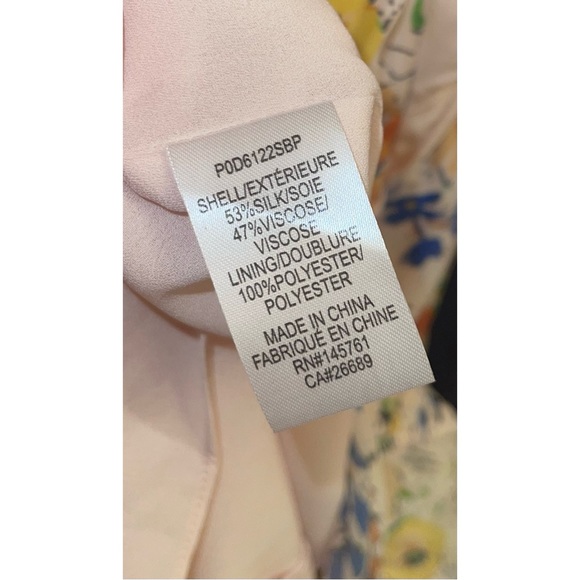 P0D6122SBP
SHELL/EXTÉRIEURE
53%SILK/SOIE
47%VISCOSE/
VISCOSE
LINING/DOUBLURE
100%POLYESTER/
POLYESTER
MADE IN CHINA
FABRIQUÉ EN CHINE
RN#145761
CA#26689